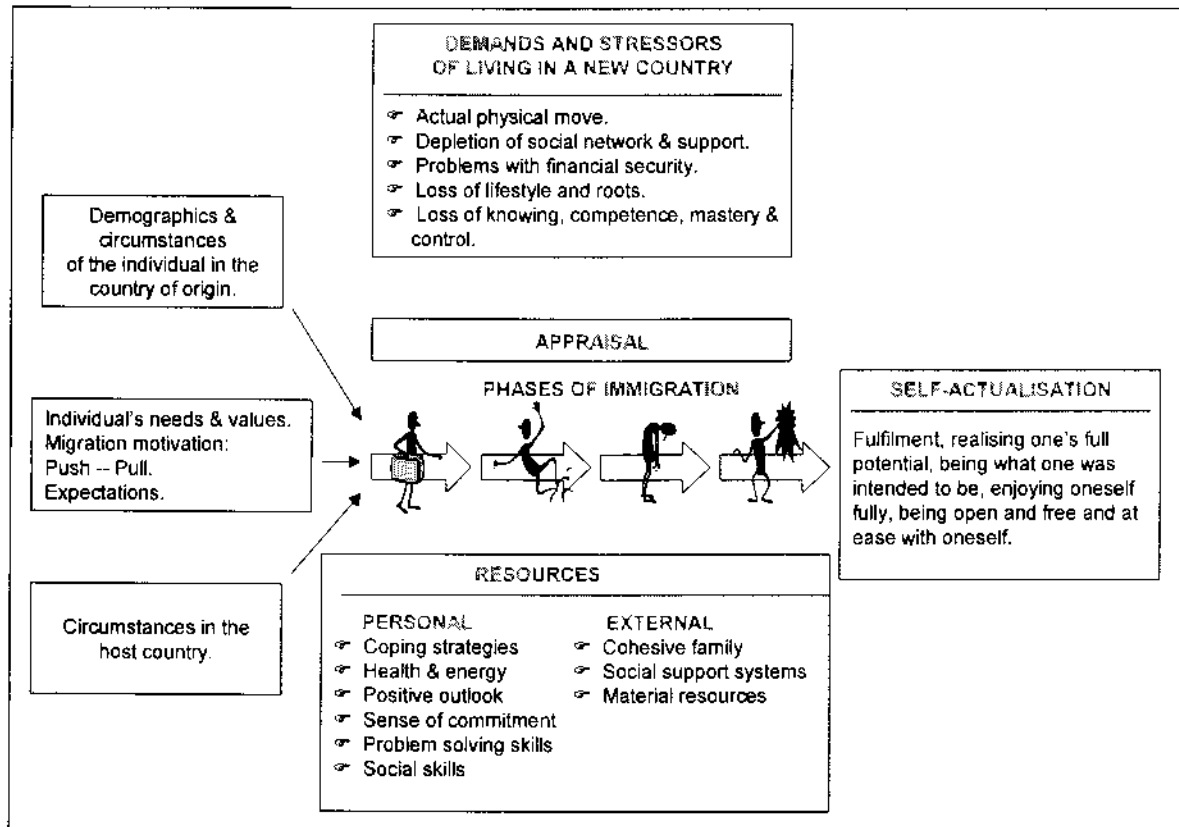 DEMANDS AND STRESSORS
OF LIVING IN A NEW COUNTRY
☞ Actual physical move.
☞ Depletion of social network & support.
☞ Problems with financial security.
☞ Loss of lifestyle and roots.
☞ Loss of knowing, competence, mastery &
control.
Demographics &
circumstances
of the individual in the
country of origin.
Individual's needs & values.
Migration motivation:
Push -- Pull.
Expectations.
Circumstances in the
host country.
APPRAISAL
PHASES OF IMMIGRATION
SELF-ACTUALISATION
Fulfilment, realising one's full
potential, being what one was
intended to be, enjoying oneself
fully, being open and free and at
ease with oneself.
RESOURCES
PERSONAL
☞ Coping strategies
☞ Health & energy
☞ Positive outlook
☞ Sense of commitment
☞ Problem solving skills
☞ Social skills
EXTERNAL
☞ Cohesive family
☞ Social support systems
☞ Material resources